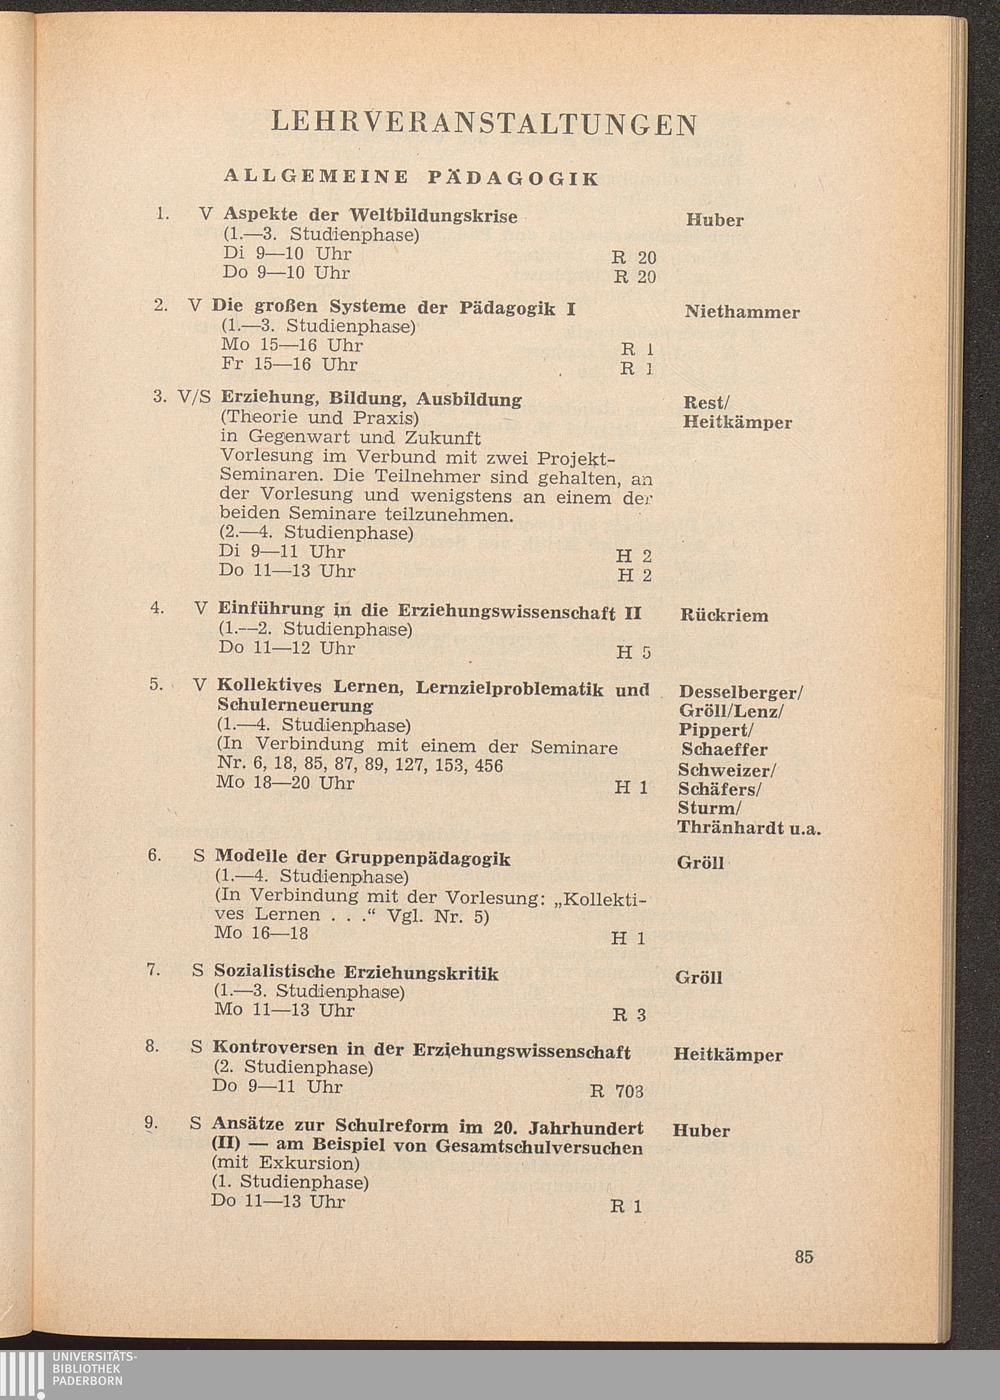 LEHRVERANSTALTUNGEN
ALLGEMEINE PÄDAGOGIK
1. V Aspekte der Weltbildungskrise Huber
(1.—3. Studienphase)
Di 9—10 Uhr R 20
Do 9—10 Uhr R 20
2. V Die großen Systeme der Pädagogik I Niethammer
(1.—3. Studienphase)
Mo 15—16 Uhr R 1
Fr 15—16 Uhr R 1
3. V/S Erziehung, Bildung, Ausbildung Rest/
(Theorie und Praxis) Heitkämper
in Gegenwart und Zukunft
Vorlesung im Verbund mit zwei Projekt-
Seminaren. Die Teilnehmer sind gehalten, an
der Vorlesung und wenigstens an einem der
beiden Seminare teilzunehmen.
(2.—4. Studienphase)
Di 9—11 Uhr H 2
Do 11—13 Uhr H 2
4. V Einführung in die Erziehungswissenschaft II Rückriem
(1.—2. Studienphase)
Do 11—12 Uhr H 5
5. V Kollektives Lernen, Lernzielproblematik und Desselberger/
Schulerneuerung Gröll/Lenz/
(1.—4. Studienphase) Pippert/
(In Verbindung mit einem der Seminare Schaeffer
Nr. 6, 18, 85, 87, 89, 127, 153, 456 Schweizer/
Mo 18—20 Uhr H 1 Schäfers/
Sturm/
Thränhardt u.a.
6. S Modelle der Gruppenpädagogik Gröll
(1.—4. Studienphase)
(In Verbindung mit der Vorlesung: „Kollekti-
ves Lernen . . .“ Vgl. Nr. 5)
Mo 16—18 H 1
7. S Sozialistische Erziehungskritik Gröll
(1.—3. Studienphase)
Mo 11—13 Uhr R 3
8. S Kontroversen in der Erziehungswissenschaft Heitkämper
(2. Studienphase)
Do 9—11 Uhr R 703
9. S Ansätze zur Schulreform im 20. Jahrhundert Huber
(II) — am Beispiel von Gesamtschulversuchen
(mit Exkursion)
(1. Studienphase)
Do 11—13 Uhr R 1
85
UNIVERSITÄTS-
BIBLIOTHEK
PADERBORN